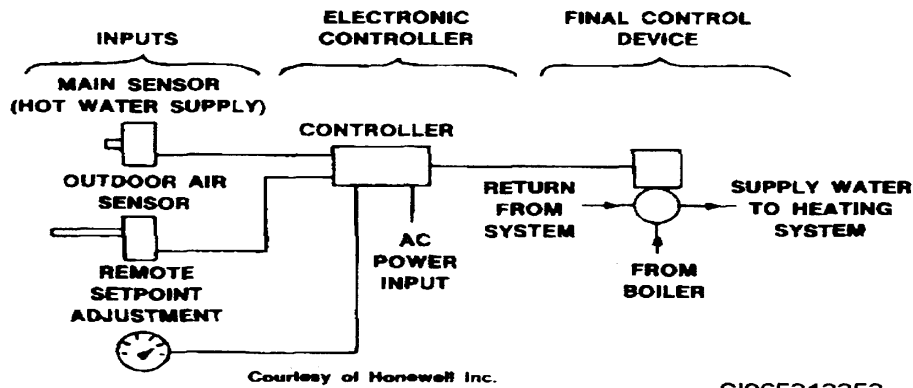 INPUTS
ELECTRONIC
CONTROLLER
FINAL CONTROL
DEVICE
MAIN SENSOR
(HOT WATER SUPPLY)
CONTROLLER
OUTDOOR AIR
SENSOR
RETURN
FROM
SYSTEM
SUPPLY WATER
TO HEATING
SYSTEM
AC
POWER
INPUT
FROM
BOILER
REMOTE
SETPOINT
ADJUSTMENT
Courtesy of Honewell Inc.